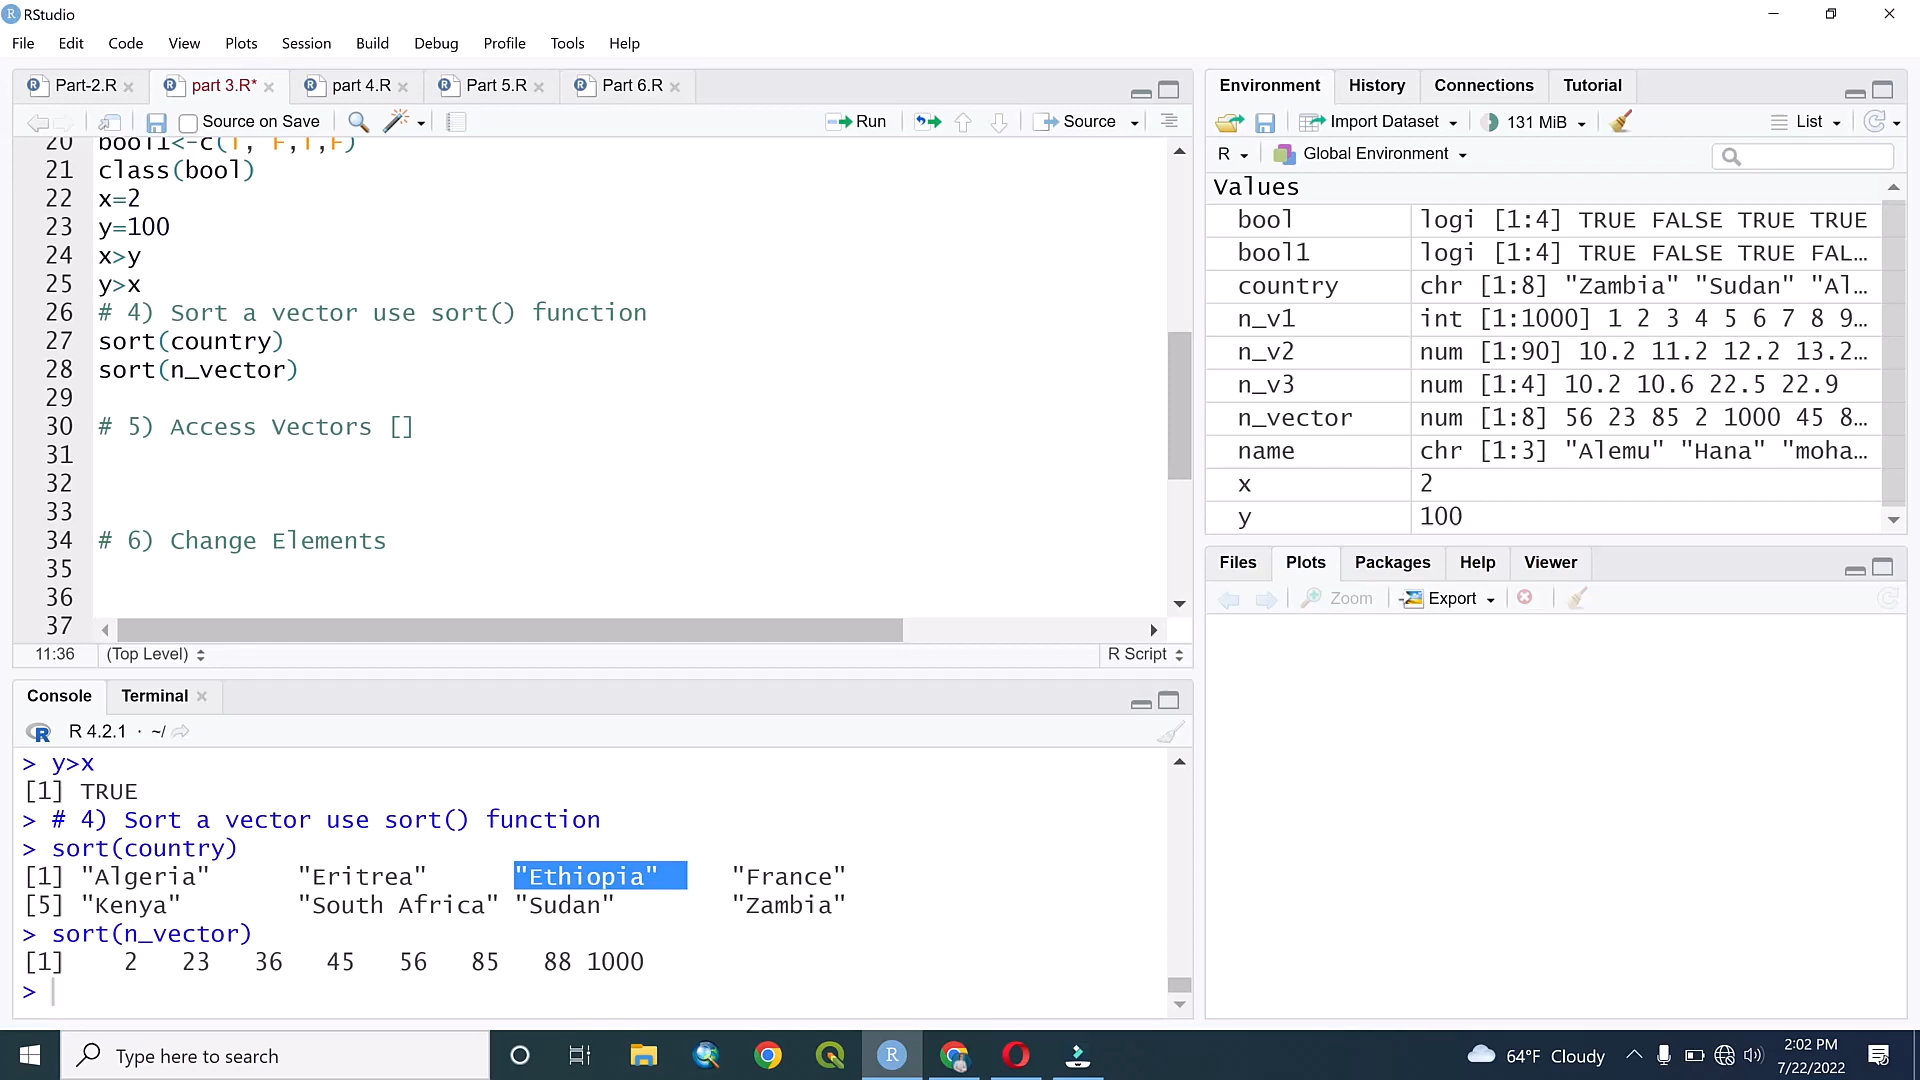 RStudio
File Edit Code View Plots Session Build Debug Profile Tools Help
Part-2.R part 3.R* part 4.R Part 5.R Part 6.R
Source on Save Run Source
20 bool1<-c(T, F,T,F)
21 class(bool)
22 x=2
23 y=100
24 x>y
25 y>x
26 # 4) Sort a vector use sort() function
27 sort(country)
28 sort(n_vector)
29
30 # 5) Access Vectors []
31
32
33
34 # 6) Change Elements
35
36
37
11:36 (Top Level) R Script
Console Terminal
R 4.2.1 · ~/
> y>x
[1] TRUE
> # 4) Sort a vector use sort() function
> sort(country)
[1] "Algeria" "Eritrea" "Ethiopia" "France"
[5] "Kenya" "South Africa" "Sudan" "Zambia"
> sort(n_vector)
[1] 2 23 36 45 56 85 88 1000
>
Environment History Connections Tutorial
Import Dataset 131 MiB List
R Global Environment
Values
bool logi [1:4] TRUE FALSE TRUE TRUE
bool1 logi [1:4] TRUE FALSE TRUE FAL…
country chr [1:8] "Zambia" "Sudan" "Al…
n_v1 int [1:1000] 1 2 3 4 5 6 7 8 9…
n_v2 num [1:90] 10.2 11.2 12.2 13.2…
n_v3 num [1:4] 10.2 10.6 22.5 22.9
n_vector num [1:8] 56 23 85 2 1000 45 8…
name chr [1:3] "Alemu" "Hana" "moha…
x 2
y 100
Files Plots Packages Help Viewer
Zoom Export
Type here to search
64°F Cloudy
2:02 PM
7/22/2022